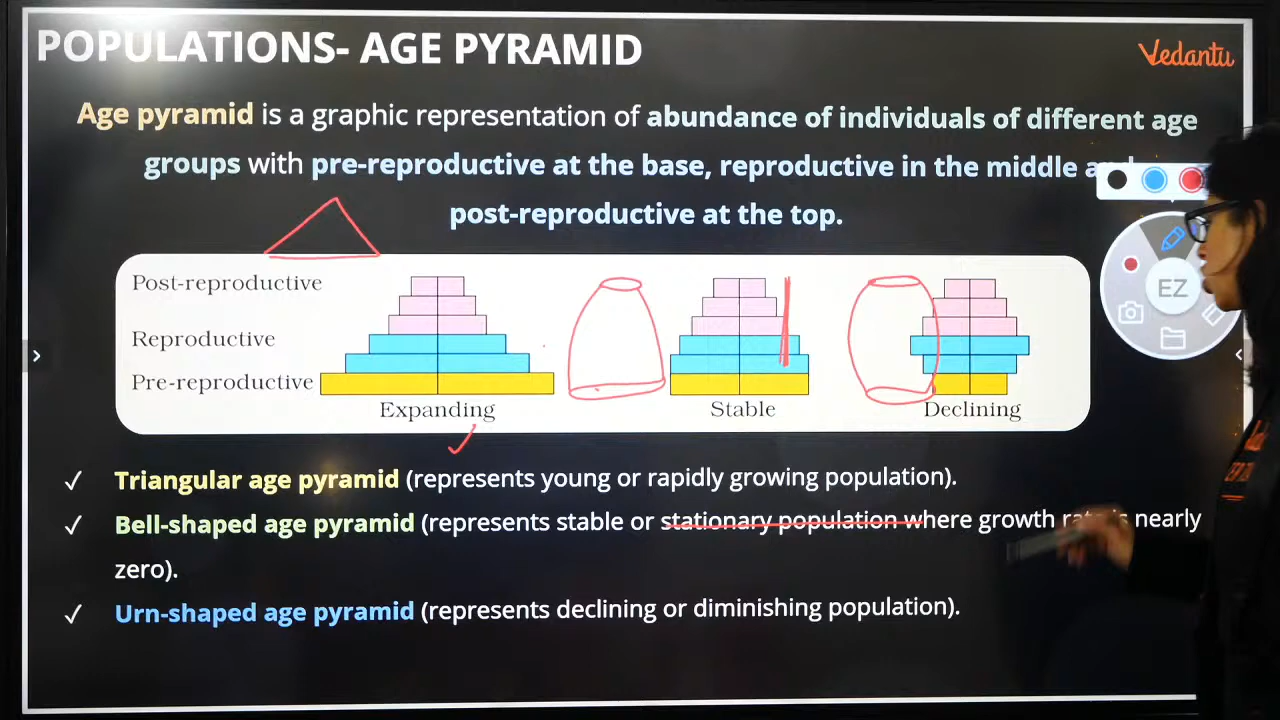 POPULATIONS- AGE PYRAMID
Vedantu
Age pyramid is a graphic representation of abundance of individuals of different age
groups with pre-reproductive at the base, reproductive in the middle
post-reproductive at the top.
EZ
Post-reproductive
Reproductive
Pre-reproductive
Expanding
Stable
Declining
✓ Triangular age pyramid (represents young or rapidly growing population).
✓ Bell-shaped age pyramid (represents stable or stationary population where growth rate is nearly
zero).
✓ Urn-shaped age pyramid (represents declining or diminishing population).